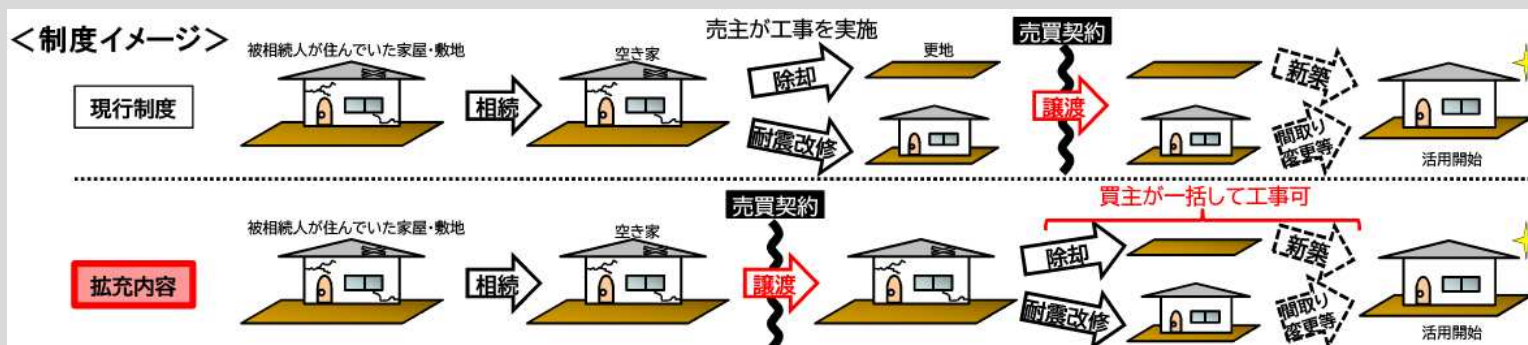 ＜制度イメージ＞
売主が工事を実施
売買契約
被相続人が住んでいた家屋・敷地
空き家
更地
現行制度
相続
除却
耐震改修
譲渡
新築
間取り
変更等
活用開始
買主が一括して工事可
売買契約
被相続人が住んでいた家屋・敷地
空き家
拡充内容
相続
譲渡
除却
耐震改修
新築
間取り
変更等
活用開始